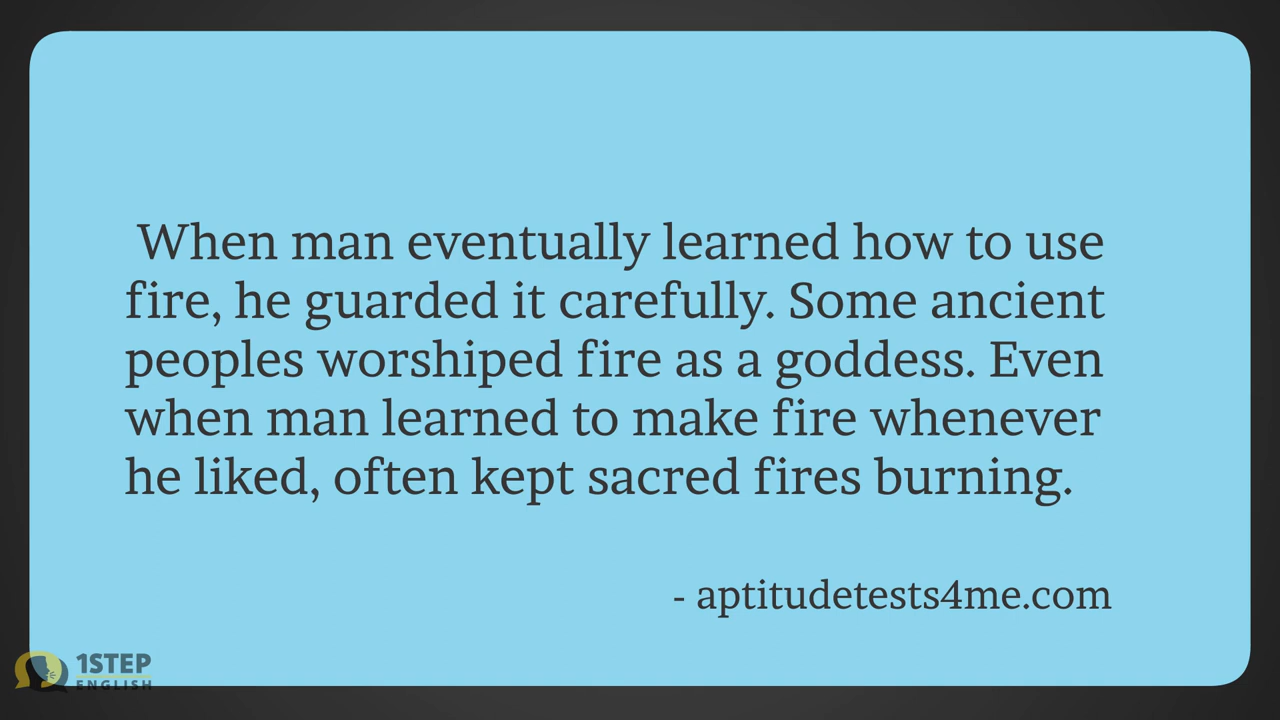 When man eventually learned how to use
fire, he guarded it carefully. Some ancient
peoples worshiped fire as a goddess. Even
when man learned to make fire whenever
he liked, often kept sacred fires burning.
- aptitudetests4me.com
1STEP
ENGLISH